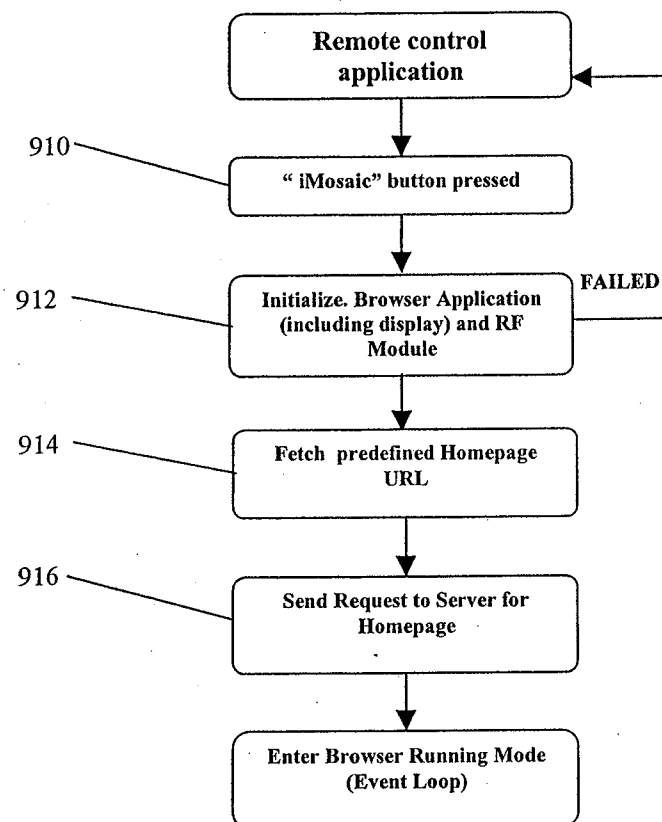 Remote control
application
910
“ iMosaic” button pressed
912
FAILED
Initialize. Browser Application
(including display) and RF
Module
914
Fetch predefined Homepage
URL
916
Send Request to Server for
Homepage
Enter Browser Running Mode
(Event Loop)